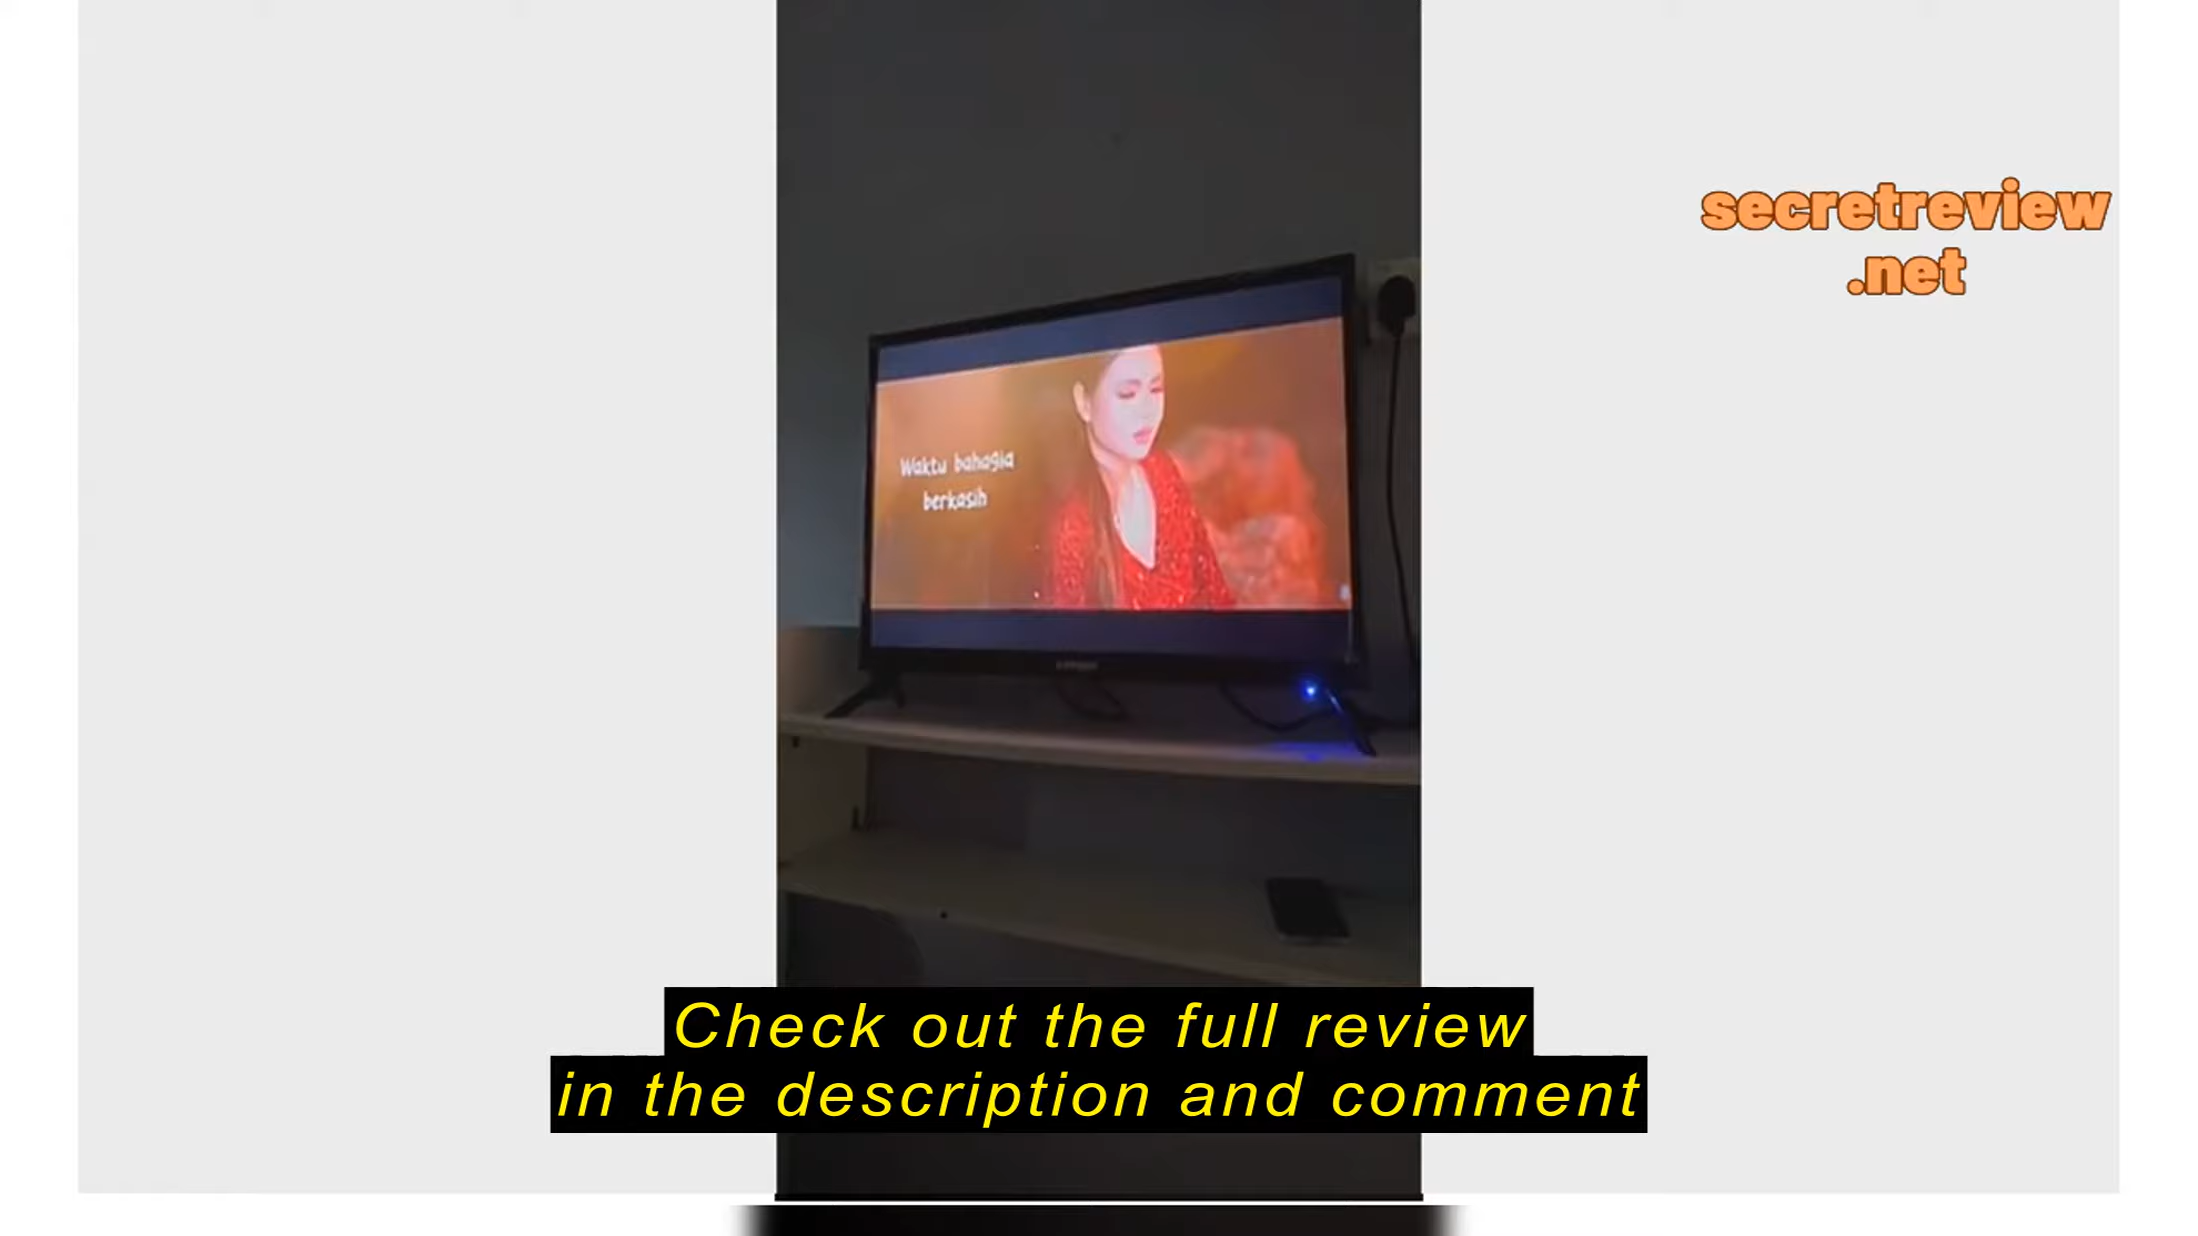 secretreview
.net
Waktu bahagia
berkasih
Check out the full review
in the description and comment